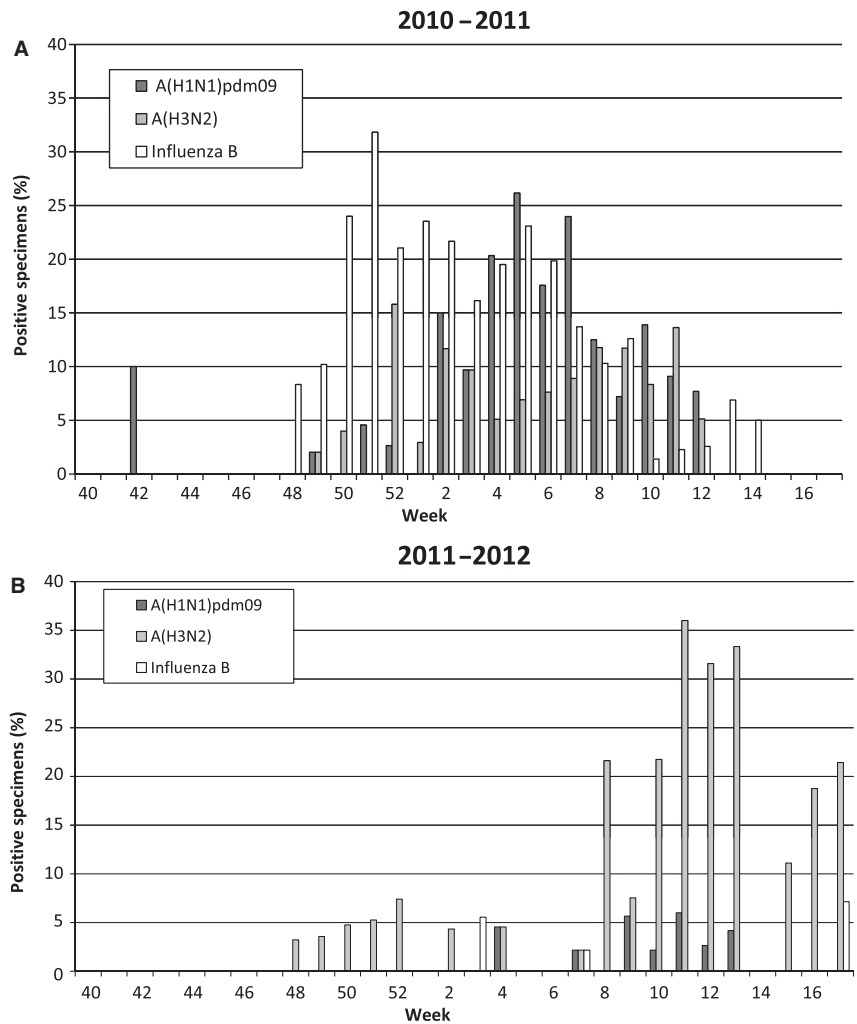 2010 – 2011
A
40
35
30
25
20
15
10
5
0
Positive specimens (%)
A(H1N1)pdm09
A(H3N2)
Influenza B
40 42 44 46 48 50 52 2 4 6 8 10 12 14 16
Week
2011–2012
B
40
35
30
25
20
15
10
5
0
Positive specimens (%)
A(H1N1)pdm09
A(H3N2)
Influenza B
40 42 44 46 48 50 52 2 4 6 8 10 12 14 16
Week